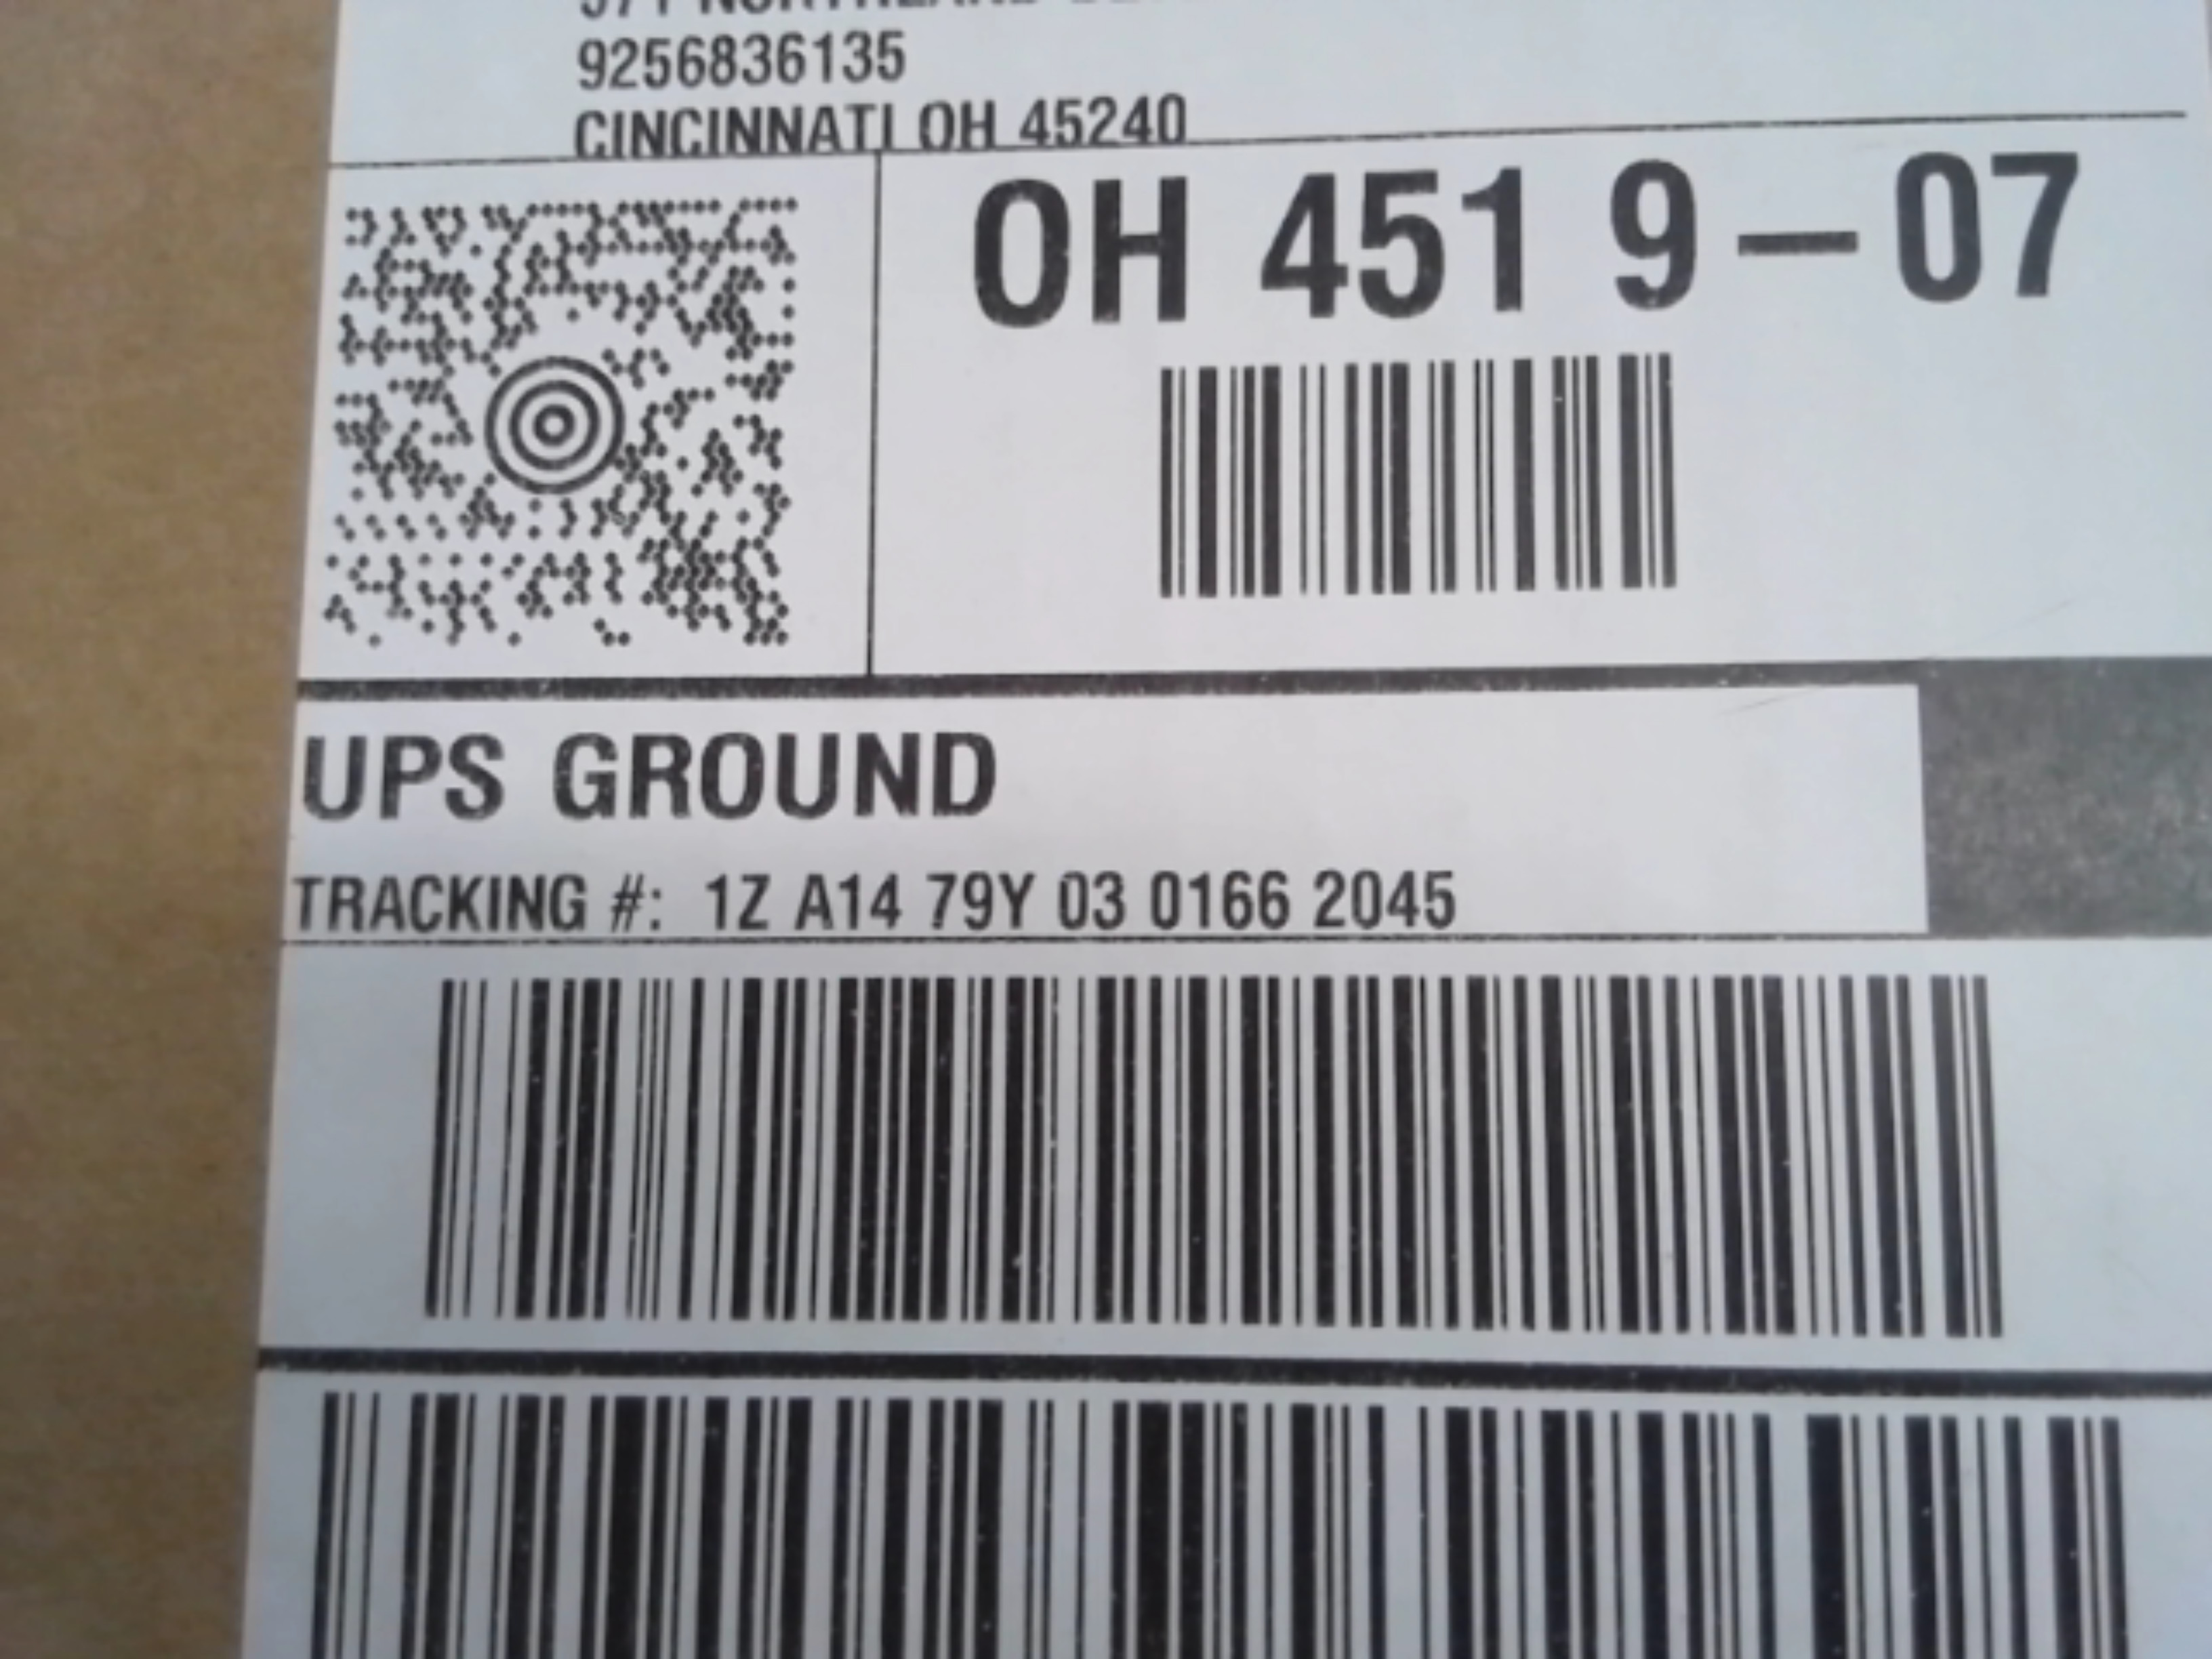 9256836135
CINCINNATI OH 45240
OH 451 9-07
UPS GROUND
TRACKING #: 1Z A14 79Y 03 0166 2045